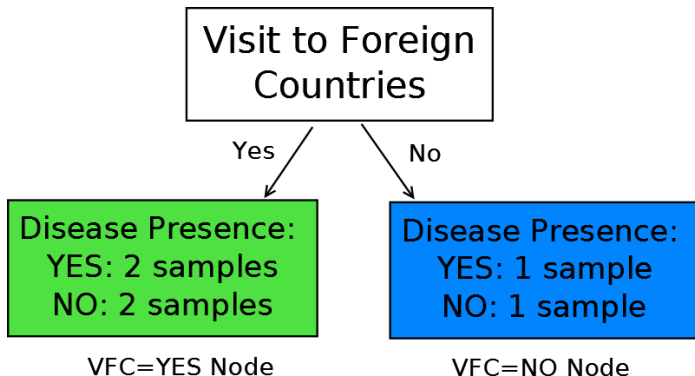 Visit to Foreign
Countries
Yes
No
Disease Presence:
YES: 2 samples
NO: 2 samples
Disease Presence:
YES: 1 sample
NO: 1 sample
VFC=YES Node
VFC=NO Node